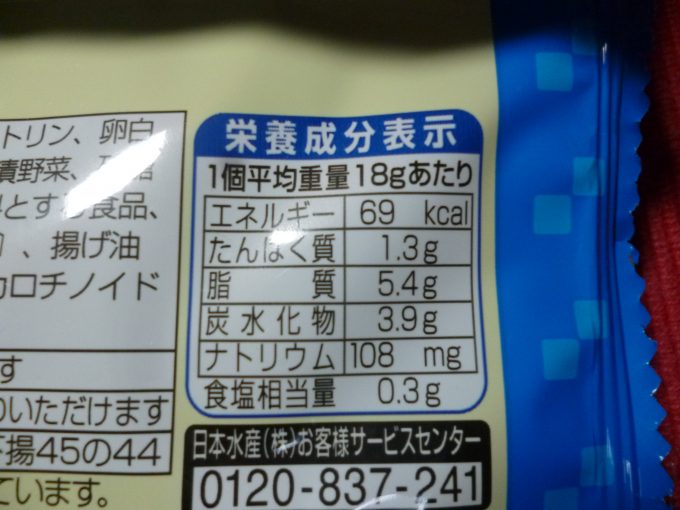 トリン、卵白
漬野菜、
とする食品、
、揚げ油
カロチノイド
す
のいただけます
揚45の44
ています。
栄養成分表示
1個平均重量18gあたり
エネルギー 69 kcal
たんぱく質 1.3g
脂質 5.4g
炭水化物 3.9g
ナトリウム 108 mg
食塩相当量 0.3g
日本水産(株)お客様サービスセンター
0120-837-241